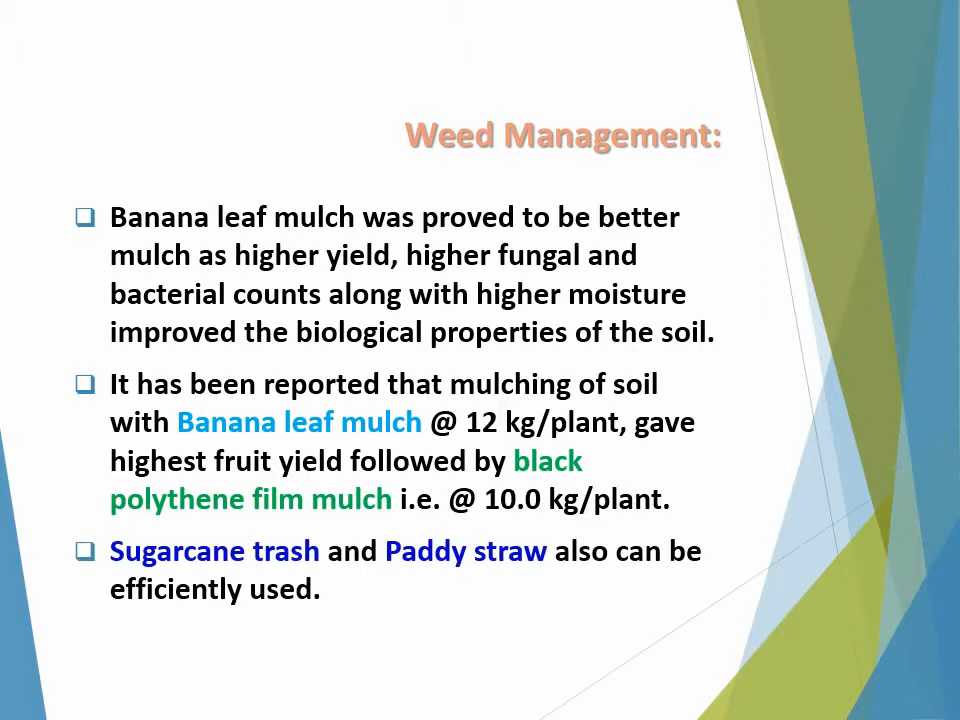 Weed Management:
Banana leaf mulch was proved to be better
mulch as higher yield, higher fungal and
bacterial counts along with higher moisture
improved the biological properties of the soil.
It has been reported that mulching of soil
with Banana leaf mulch @ 12 kg/plant, gave
highest fruit yield followed by black
polythene film mulch i.e. @ 10.0 kg/plant.
Sugarcane trash and Paddy straw also can be
efficiently used.